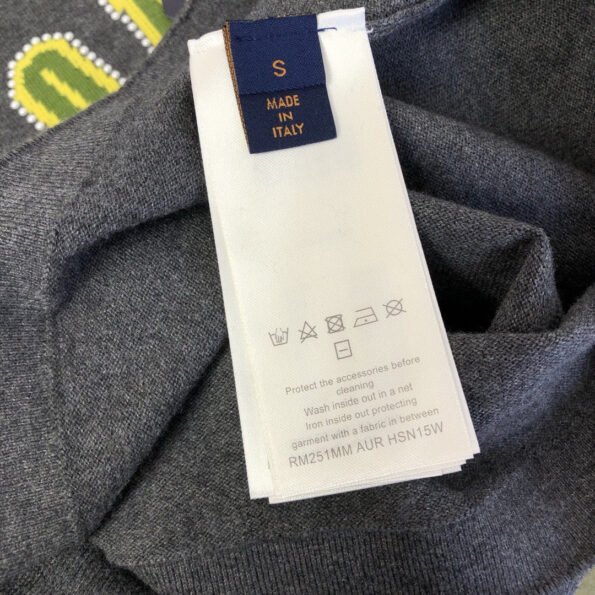 S
MADE
IN
ITALY
Protect the accessories before
cleaning
Wash inside out in a net
Iron inside out protecting
garment with a fabric in between
RM251MM AUR HSN15W